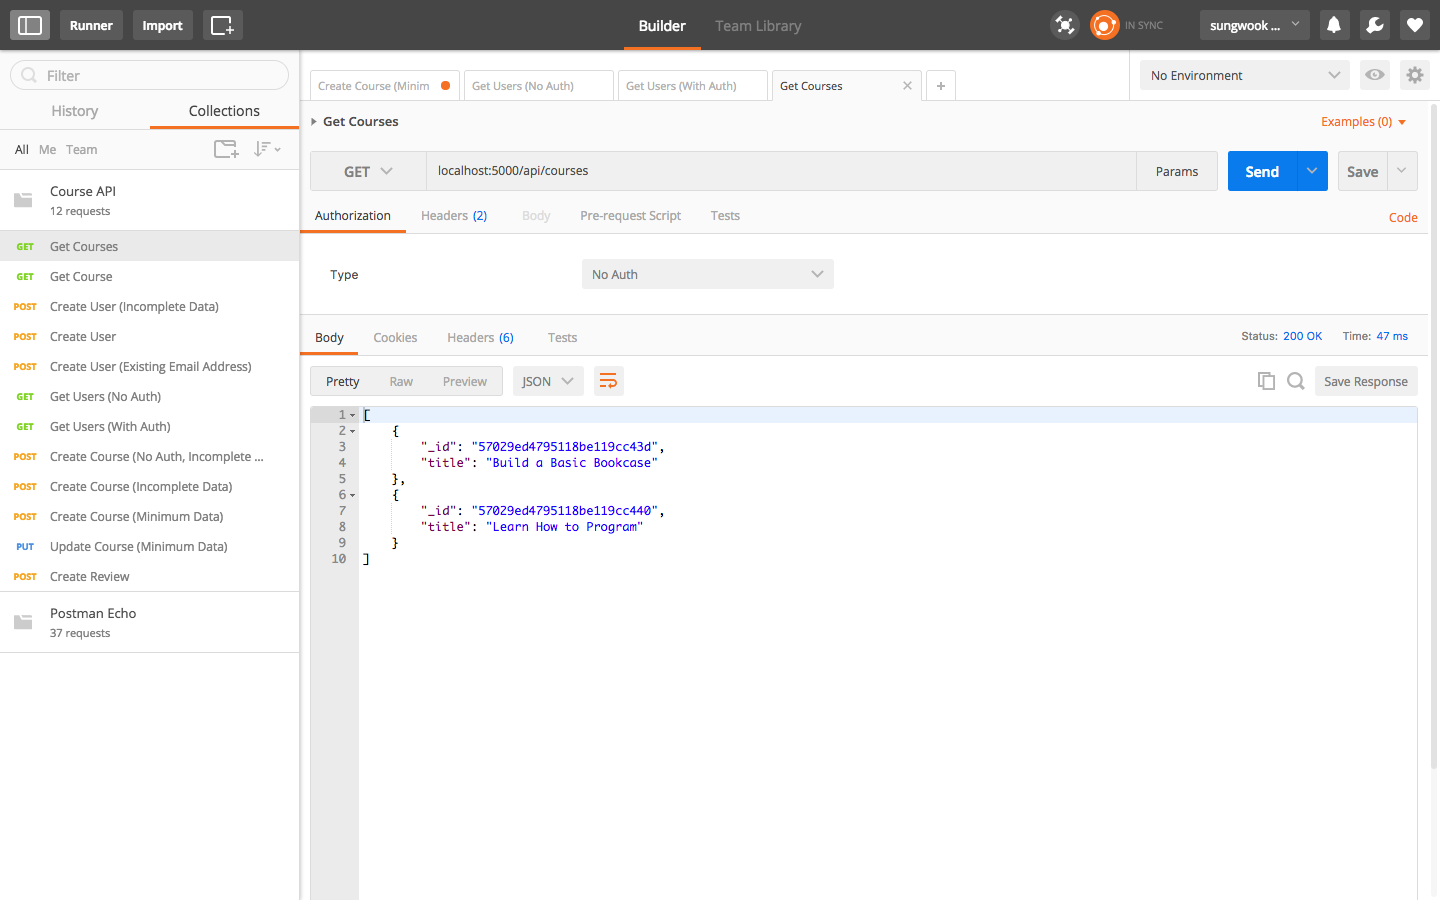 Runner Import Builder Team Library IN SYNC sungwook ...
Filter
History Collections
All Me Team
Course API
12 requests
GET Get Courses
GET Get Course
POST Create User (Incomplete Data)
POST Create User
POST Create User (Existing Email Address)
GET Get Users (No Auth)
GET Get Users (With Auth)
POST Create Course (No Auth, Incomplete ...
POST Create Course (Incomplete Data)
POST Create Course (Minimum Data)
PUT Update Course (Minimum Data)
POST Create Review
Postman Echo
37 requests
Create Course (Minim Get Users (No Auth) Get Users (With Auth) Get Courses + No Environment
Get Courses Examples (0)
GET localhost:5000/api/courses Params Send Save
Authorization Headers (2) Body Pre-request Script Tests Code
Type No Auth
Body Cookies Headers (6) Tests Status: 200 OK Time: 47 ms
Pretty Raw Preview JSON Save Response
1 [
2 {
3 "_id": "57029ed4795118be119cc43d",
4 "title": "Build a Basic Bookcase"
5 },
6 {
7 "_id": "57029ed4795118be119cc440",
8 "title": "Learn How to Program"
9 }
10 ]